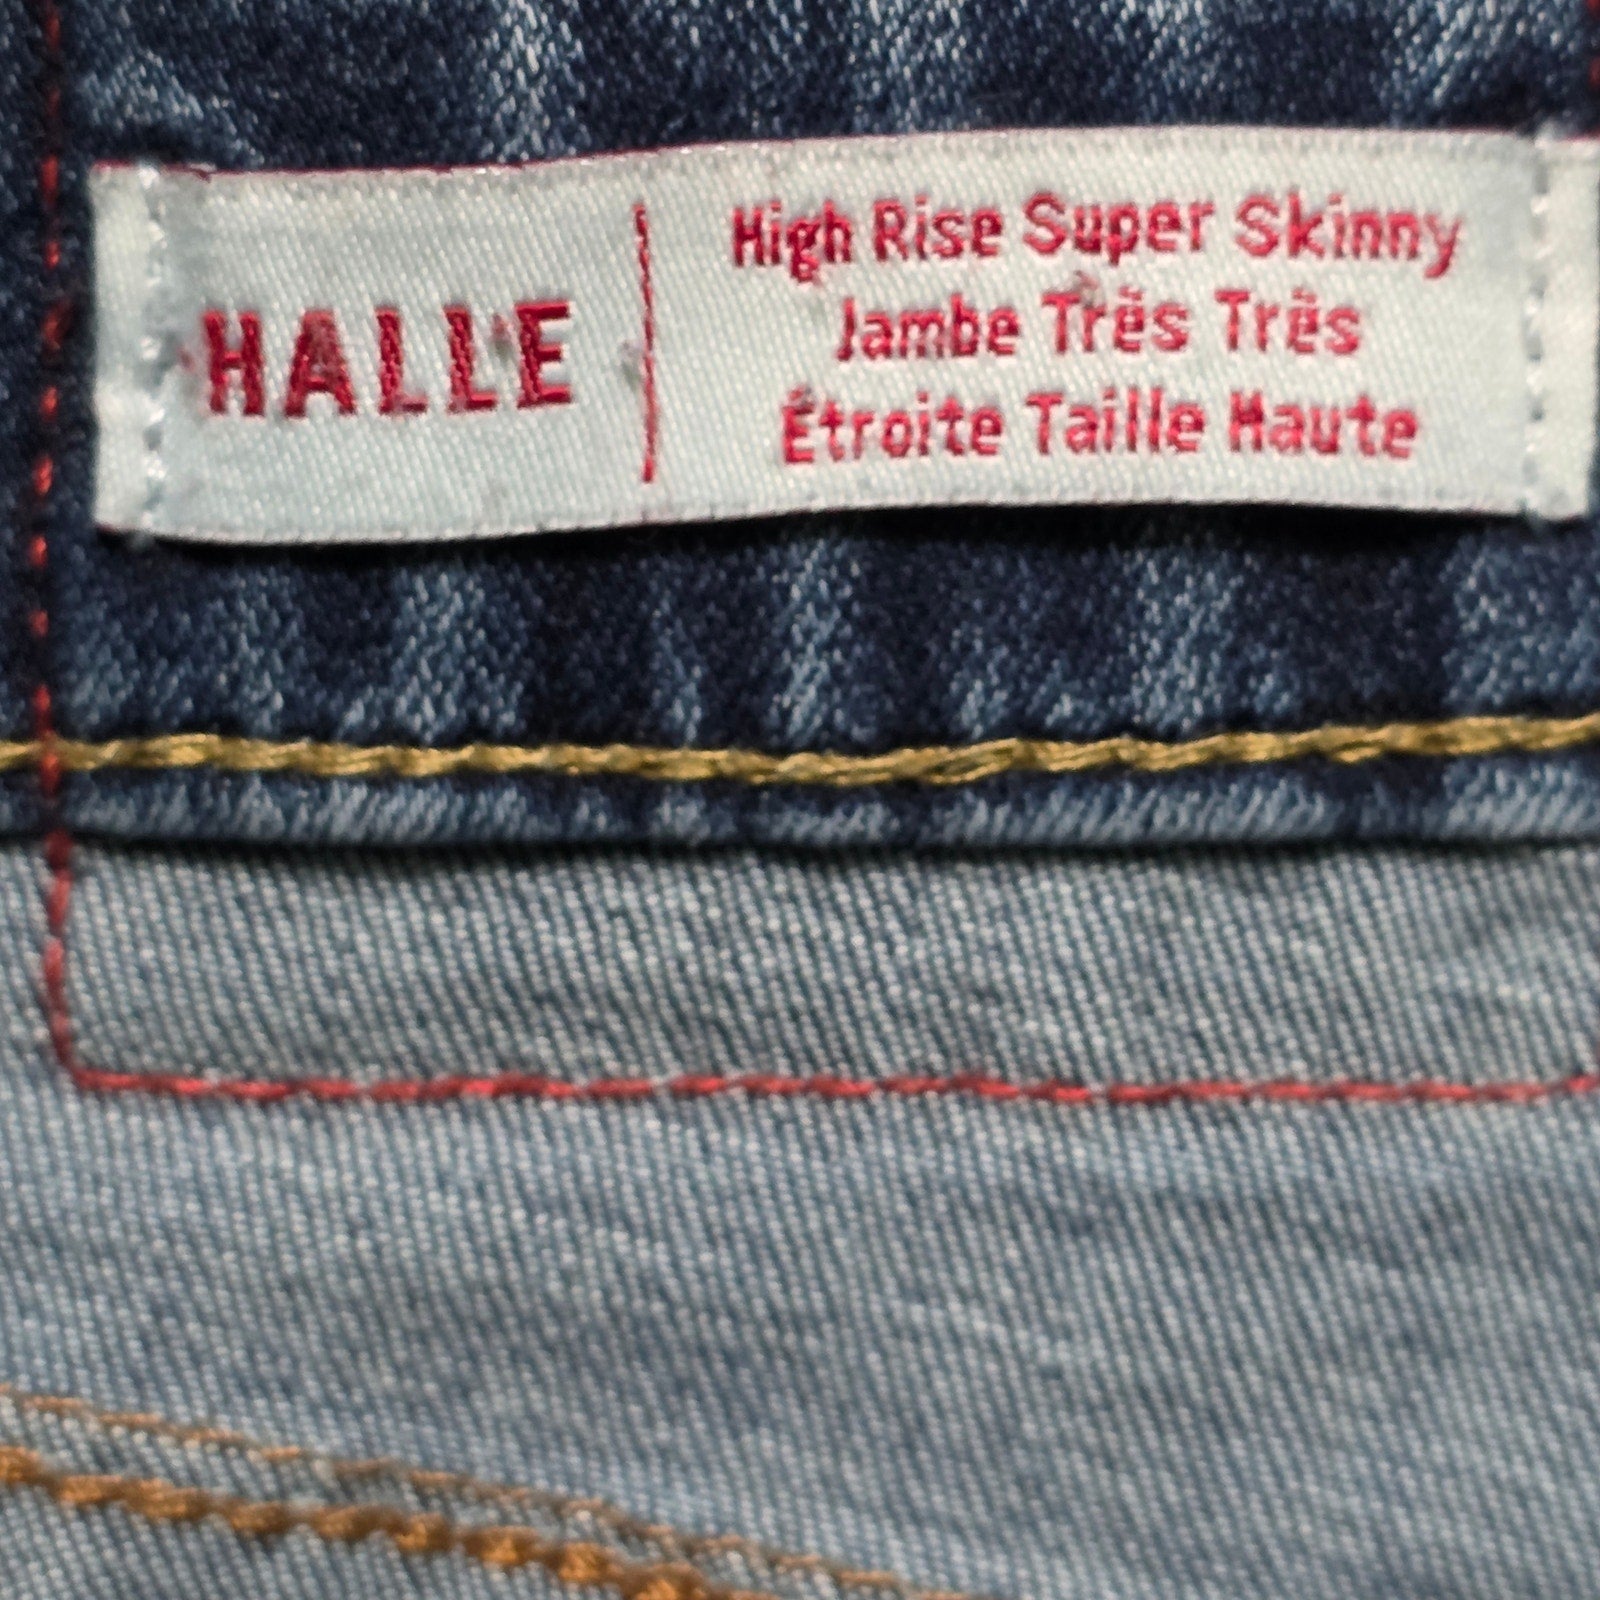 HALLE
High Rise Super Skinny
Jambe Très Très
Étroite Taille Haute